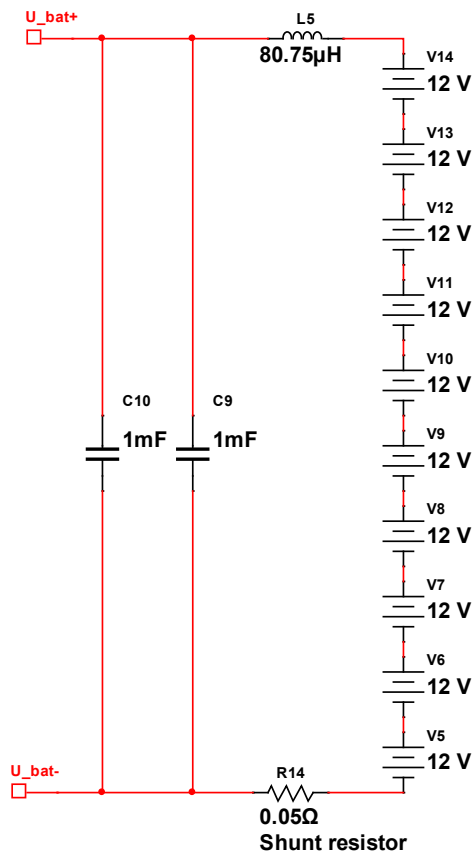 U_bat+
L5
80.75µH
V14
12 V
V13
12 V
V12
12 V
V11
12 V
V10
12 V
C10
1mF
C9
1mF
V9
12 V
V8
12 V
V7
12 V
V6
12 V
V5
12 V
U_bat-
R14
0.05Ω
Shunt resistor